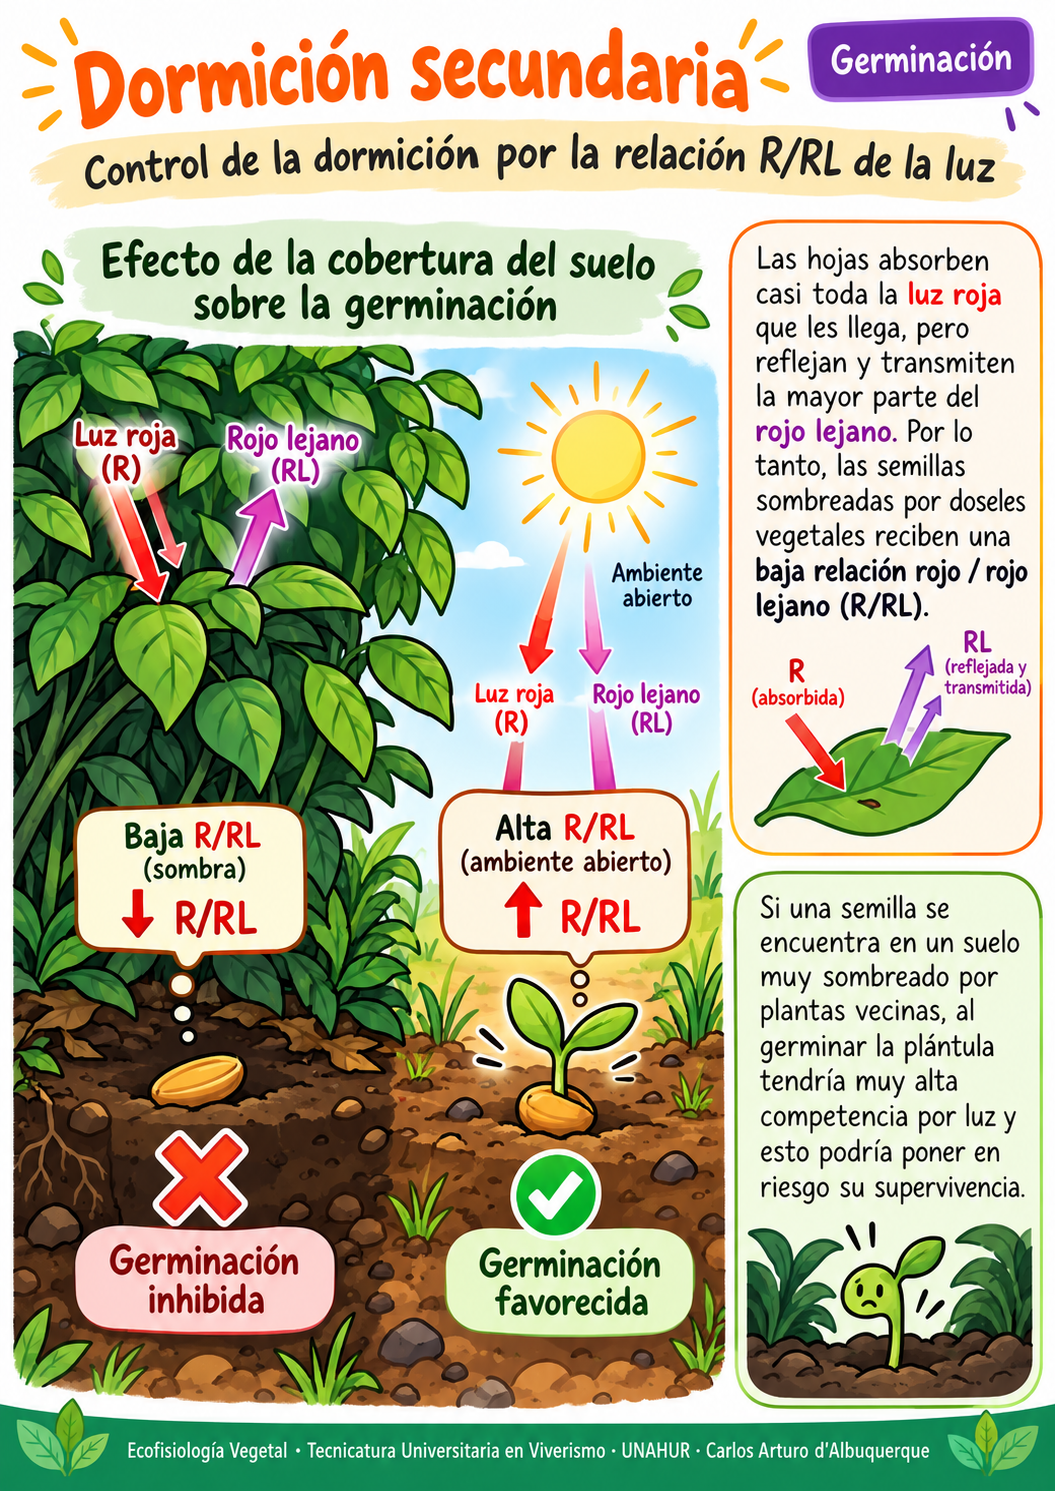 Dormición secundaria
Germinación
Control de la dormición por la relación R/RL de la luz
Efecto de la cobertura del suelo
sobre la germinación
Luz roja
(R)
Rojo lejano
(RL)
Ambiente
abierto
Luz roja
(R)
Rojo lejano
(RL)
Baja R/RL
(sombra)
↓ R/RL
Alta R/RL
(ambiente abierto)
↑ R/RL
Germinación
inhibida
Germinación
favorecida
Las hojas absorben
casi toda la luz roja
que les llega, pero
reflejan y transmiten
la mayor parte del
rojo lejano. Por lo
tanto, las semillas
sombreadas por doseles
vegetales reciben una
baja relación rojo / rojo
lejano (R/RL).
R
(absorbida)
RL
(reflejada y
transmitida)
Si una semilla se
encuentra en un suelo
muy sombreado por
plantas vecinas, al
germinar la plántula
tendría muy alta
competencia por luz y
esto podría poner en
riesgo su supervivencia.
Ecofisiología Vegetal • Tecnicatura Universitaria en Viverismo · UNAHUR · Carlos Arturo d'Albuquerque